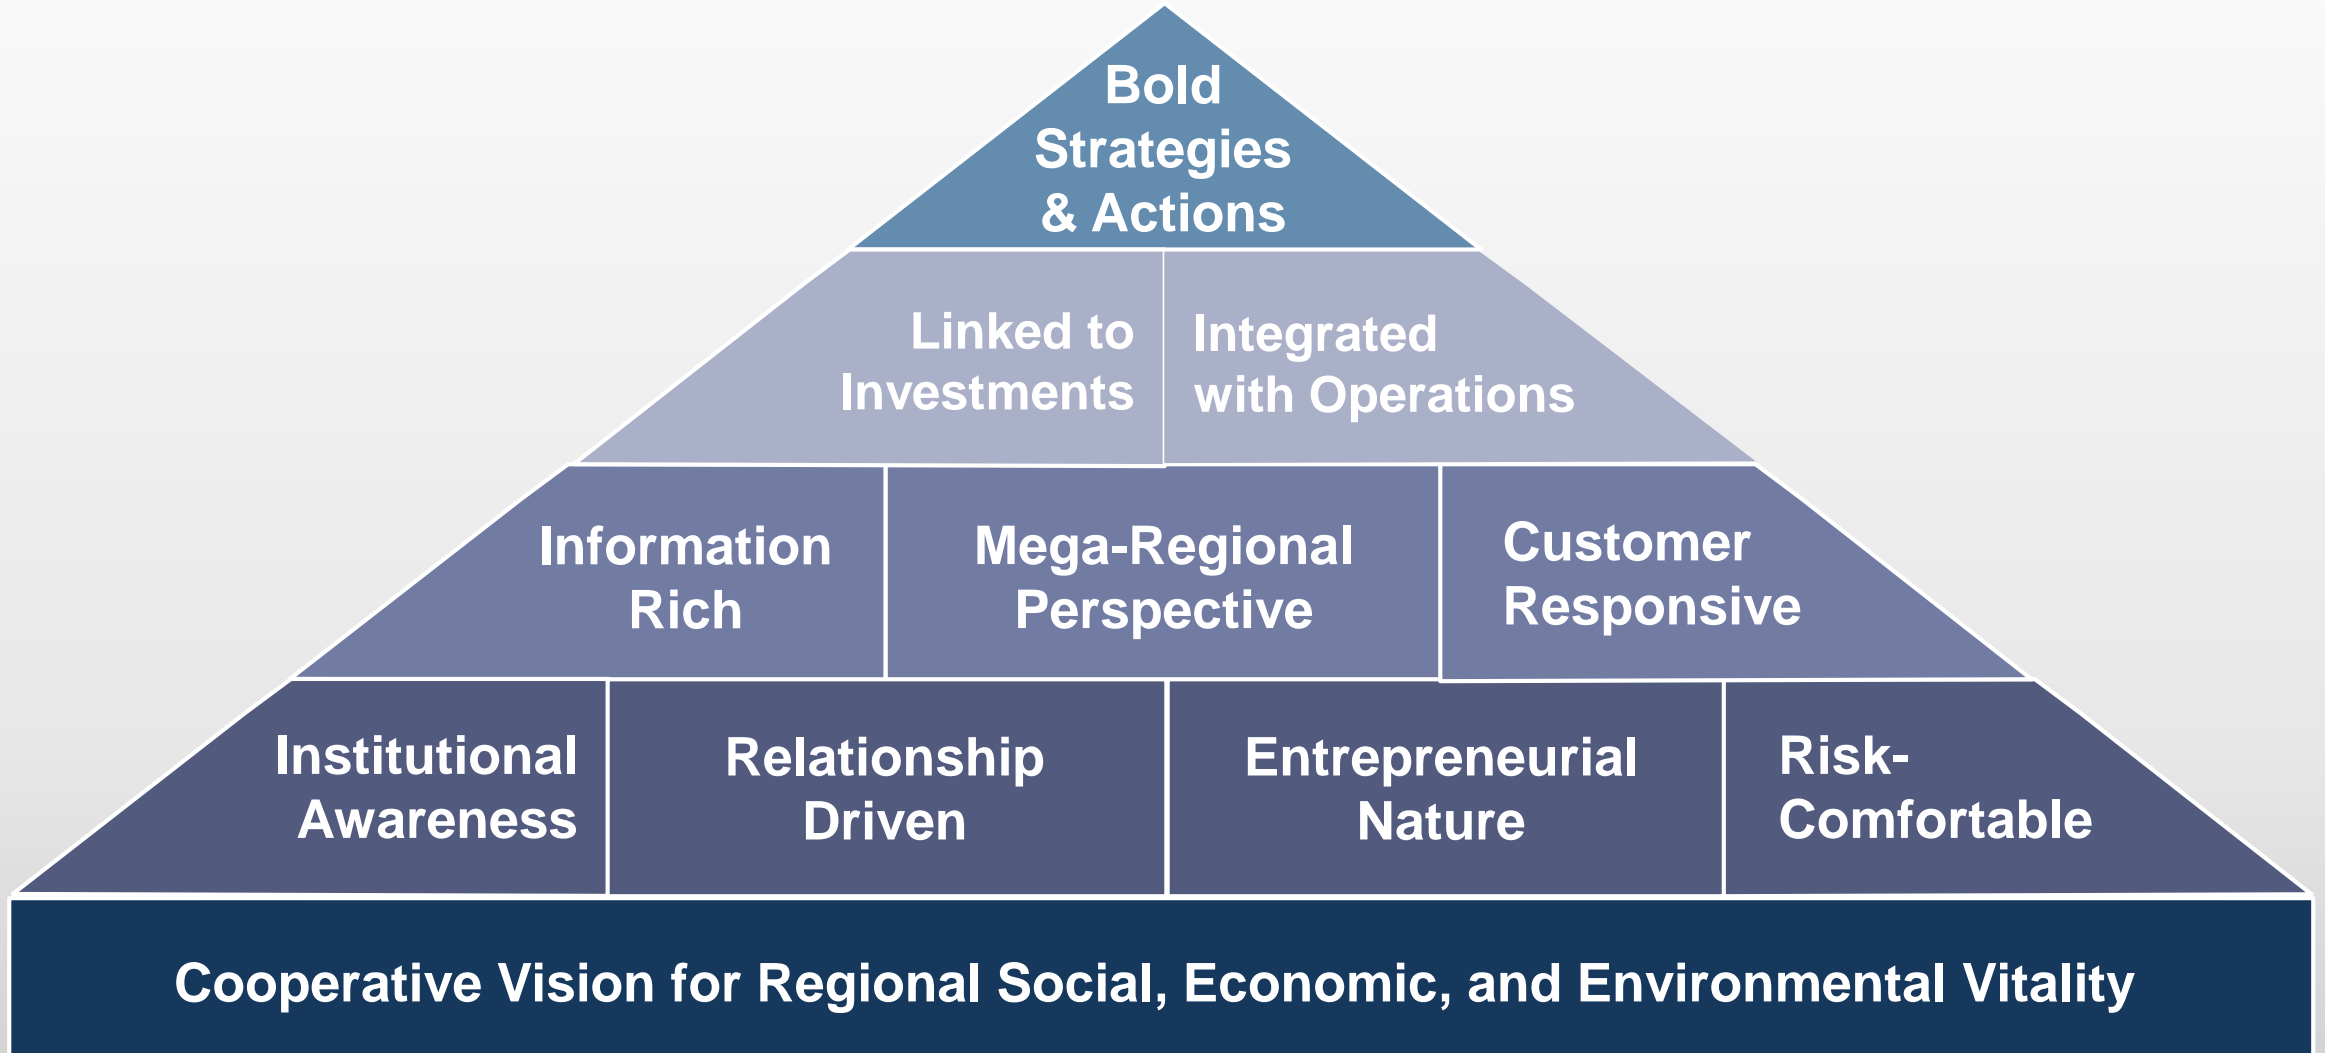 Bold
Strategies
& Actions
Linked to
Investments
Integrated
with Operations
Information
Rich
Mega-Regional
Perspective
Customer
Responsive
Institutional
Awareness
Relationship
Driven
Entrepreneurial
Nature
Risk-
Comfortable
Cooperative Vision for Regional Social, Economic, and Environmental Vitality